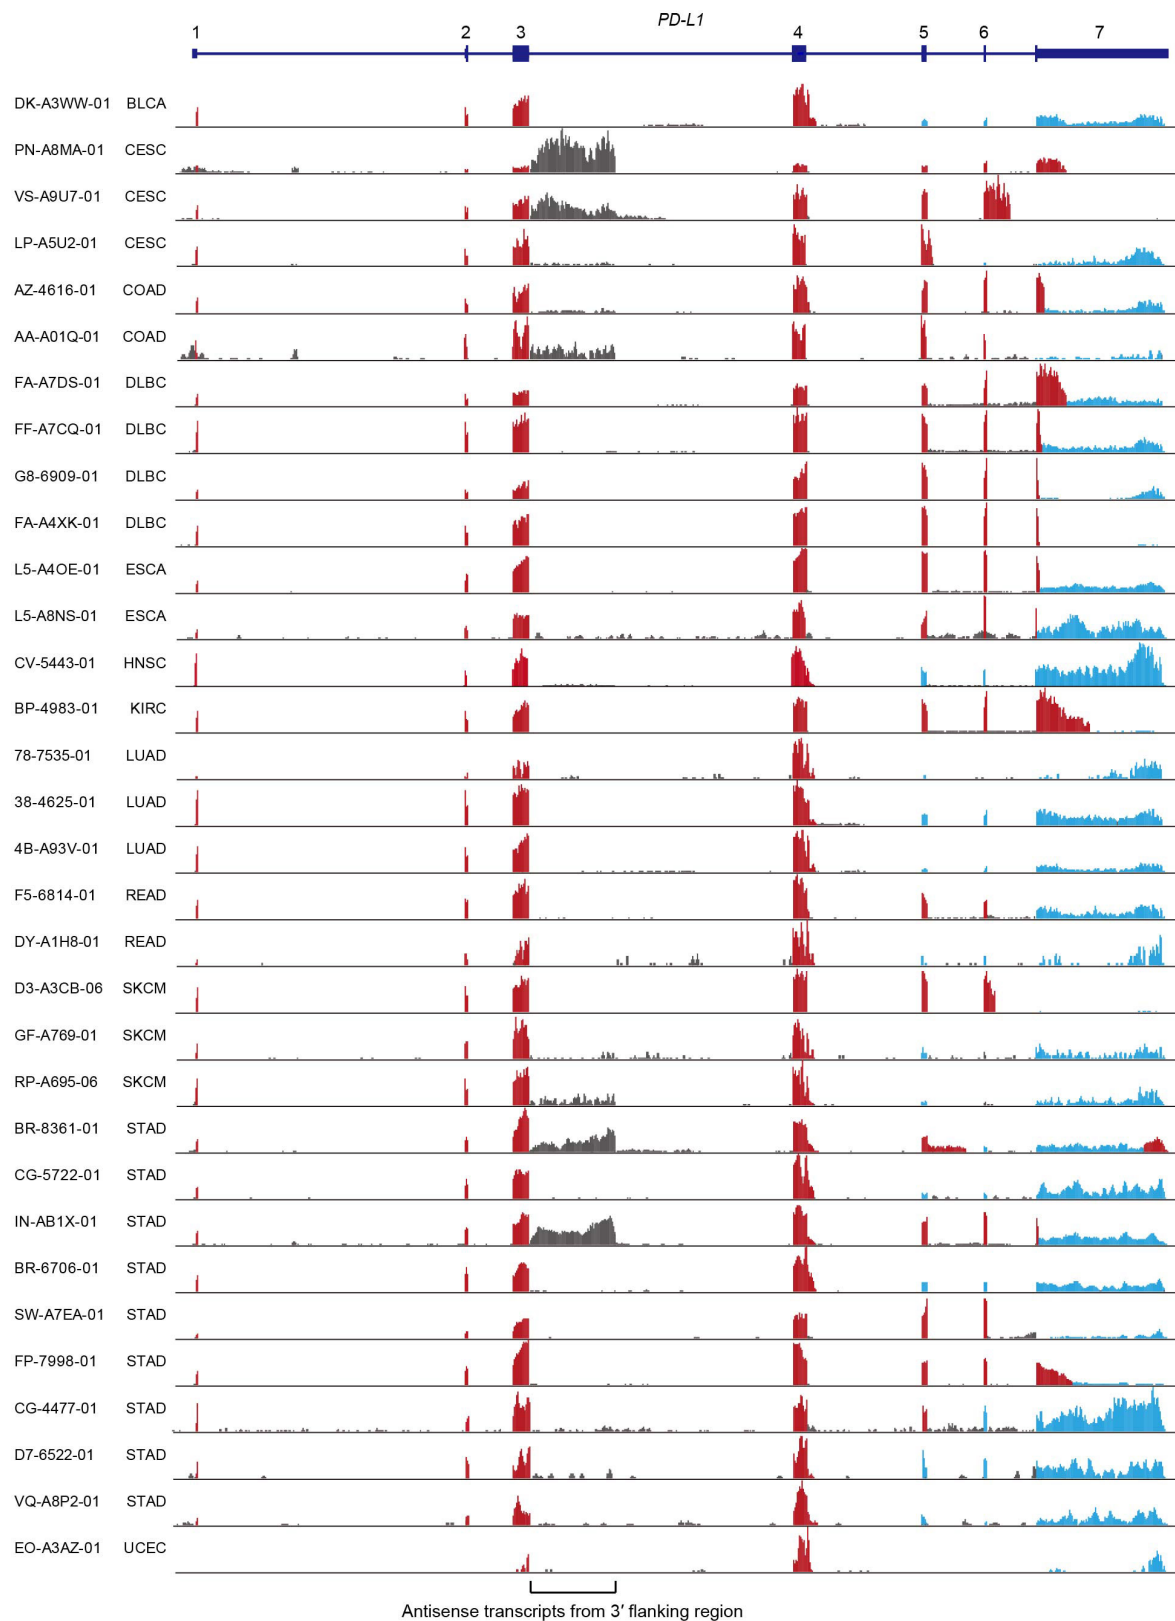 PD-L1
1 2 3 4 5 6 7
DK-A3WW-01 BLCA
PN-A8MA-01 CESC
VS-A9U7-01 CESC
LP-A5U2-01 CESC
AZ-4616-01 COAD
AA-A01Q-01 COAD
FA-A7DS-01 DLBC
FF-A7CQ-01 DLBC
G8-6909-01 DLBC
FA-A4XK-01 DLBC
L5-A4OE-01 ESCA
L5-A8NS-01 ESCA
CV-5443-01 HNSC
BP-4983-01 KIRC
78-7535-01 LUAD
38-4625-01 LUAD
4B-A93V-01 LUAD
F5-6814-01 READ
DY-A1H8-01 READ
D3-A3CB-06 SKCM
GF-A769-01 SKCM
RP-A695-06 SKCM
BR-8361-01 STAD
CG-5722-01 STAD
IN-AB1X-01 STAD
BR-6706-01 STAD
SW-A7EA-01 STAD
FP-7998-01 STAD
CG-4477-01 STAD
D7-6522-01 STAD
VQ-A8P2-01 STAD
EO-A3AZ-01 UCEC
Antisense transcripts from 3′ flanking region